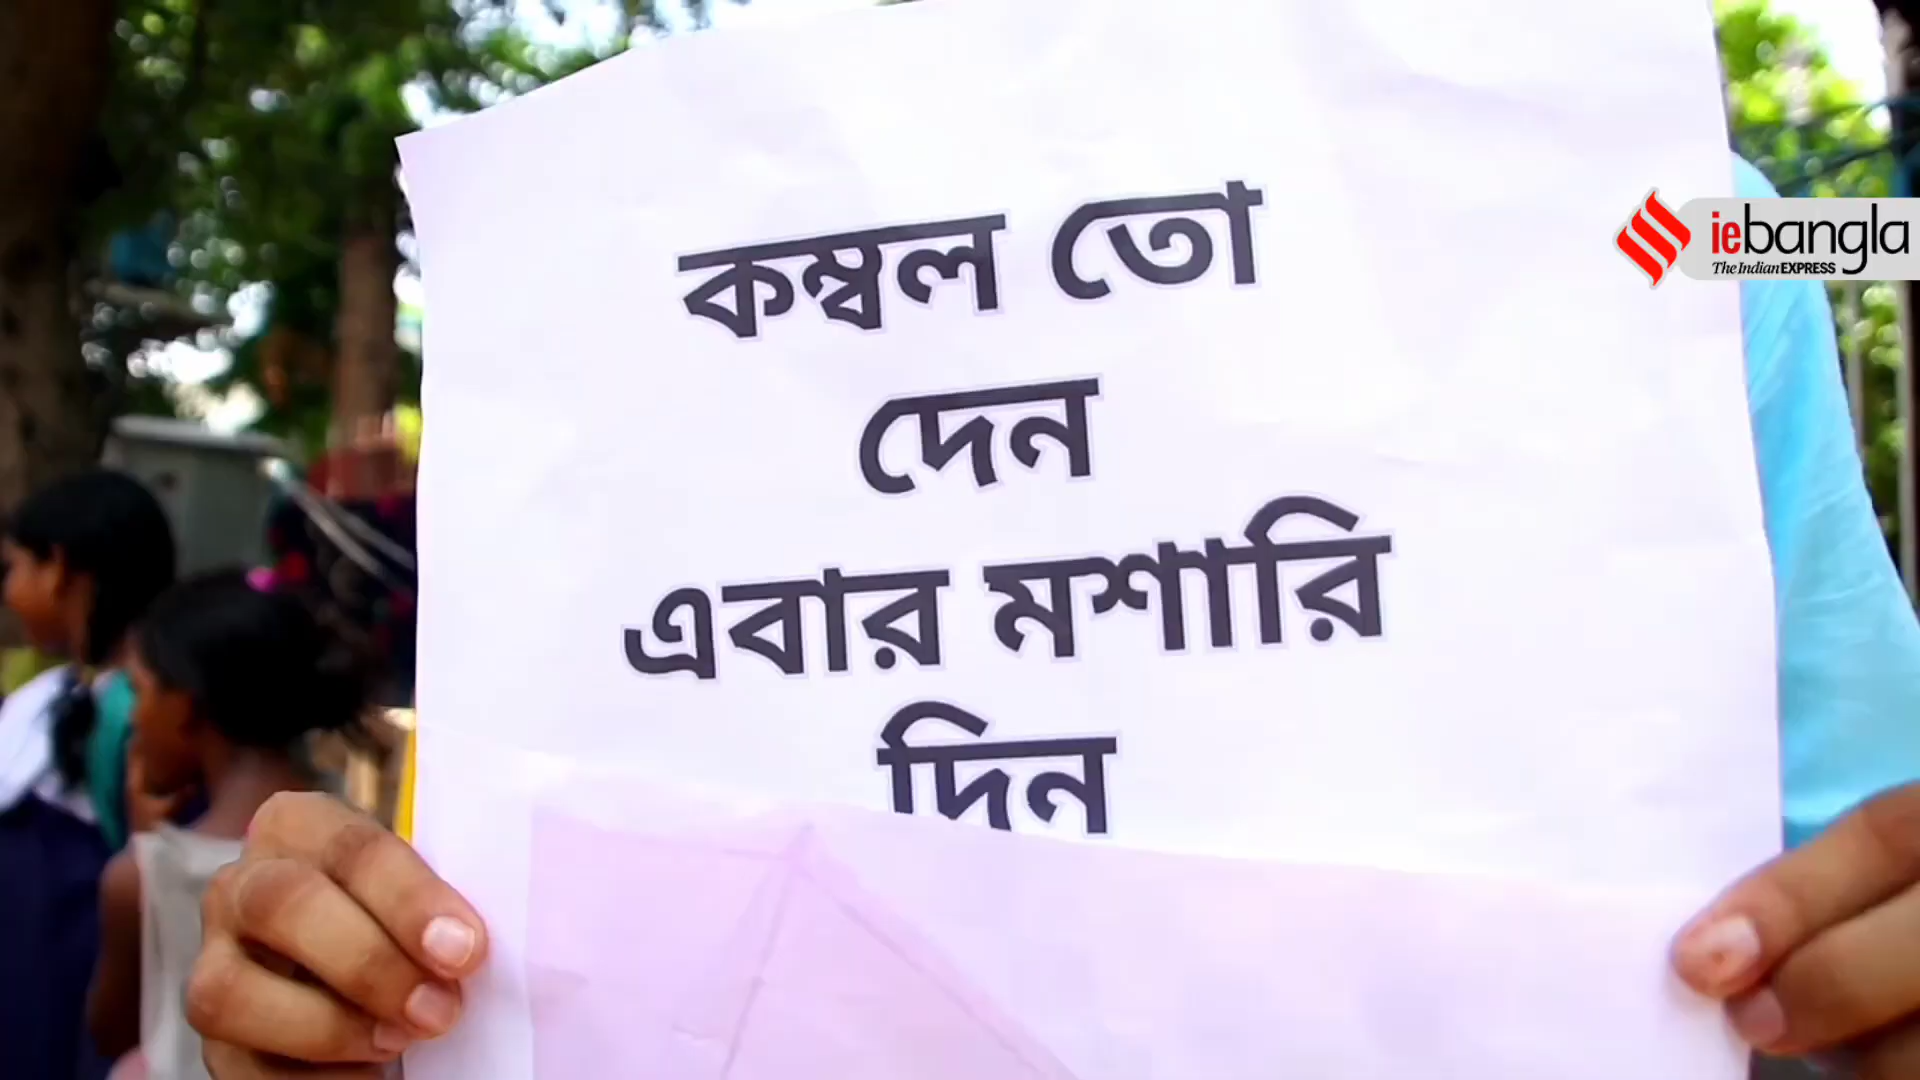 কম্বল তো
দেন
এবার মশারি
দিন
iebangla
The Indian EXPRESS